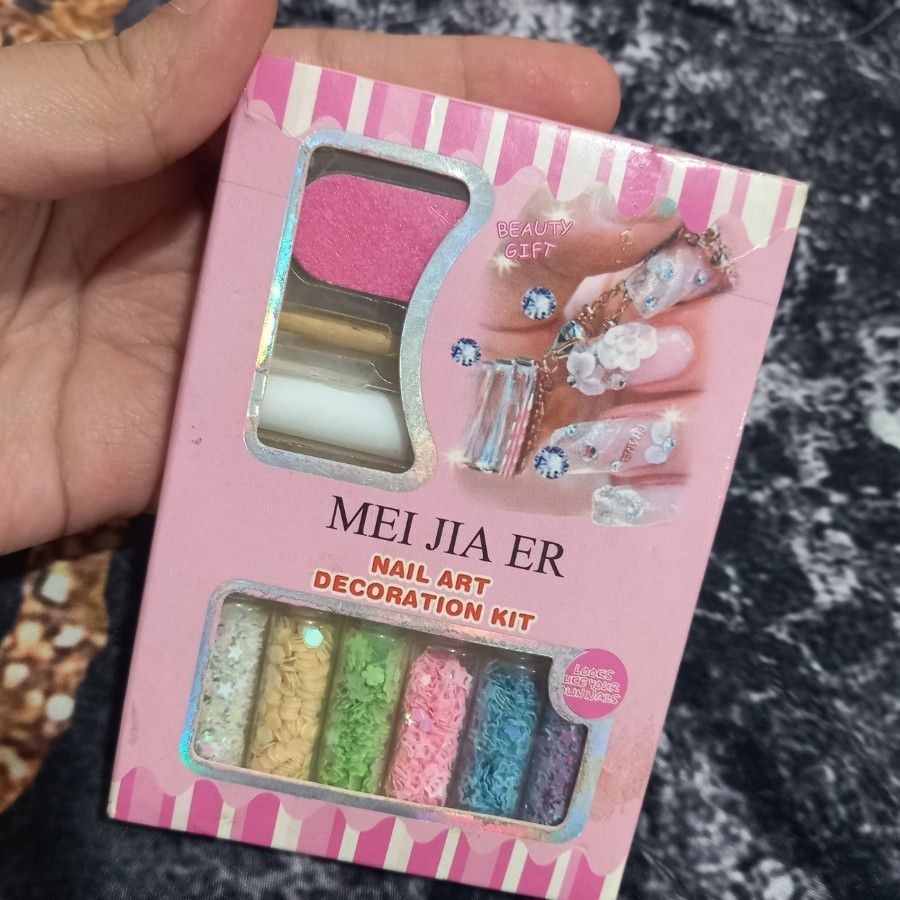 BEAUTY
GIFT
MEI JIA ER
NAIL ART
DECORATION KIT
LOOKS
LIKE YOUR
OWN NAILS